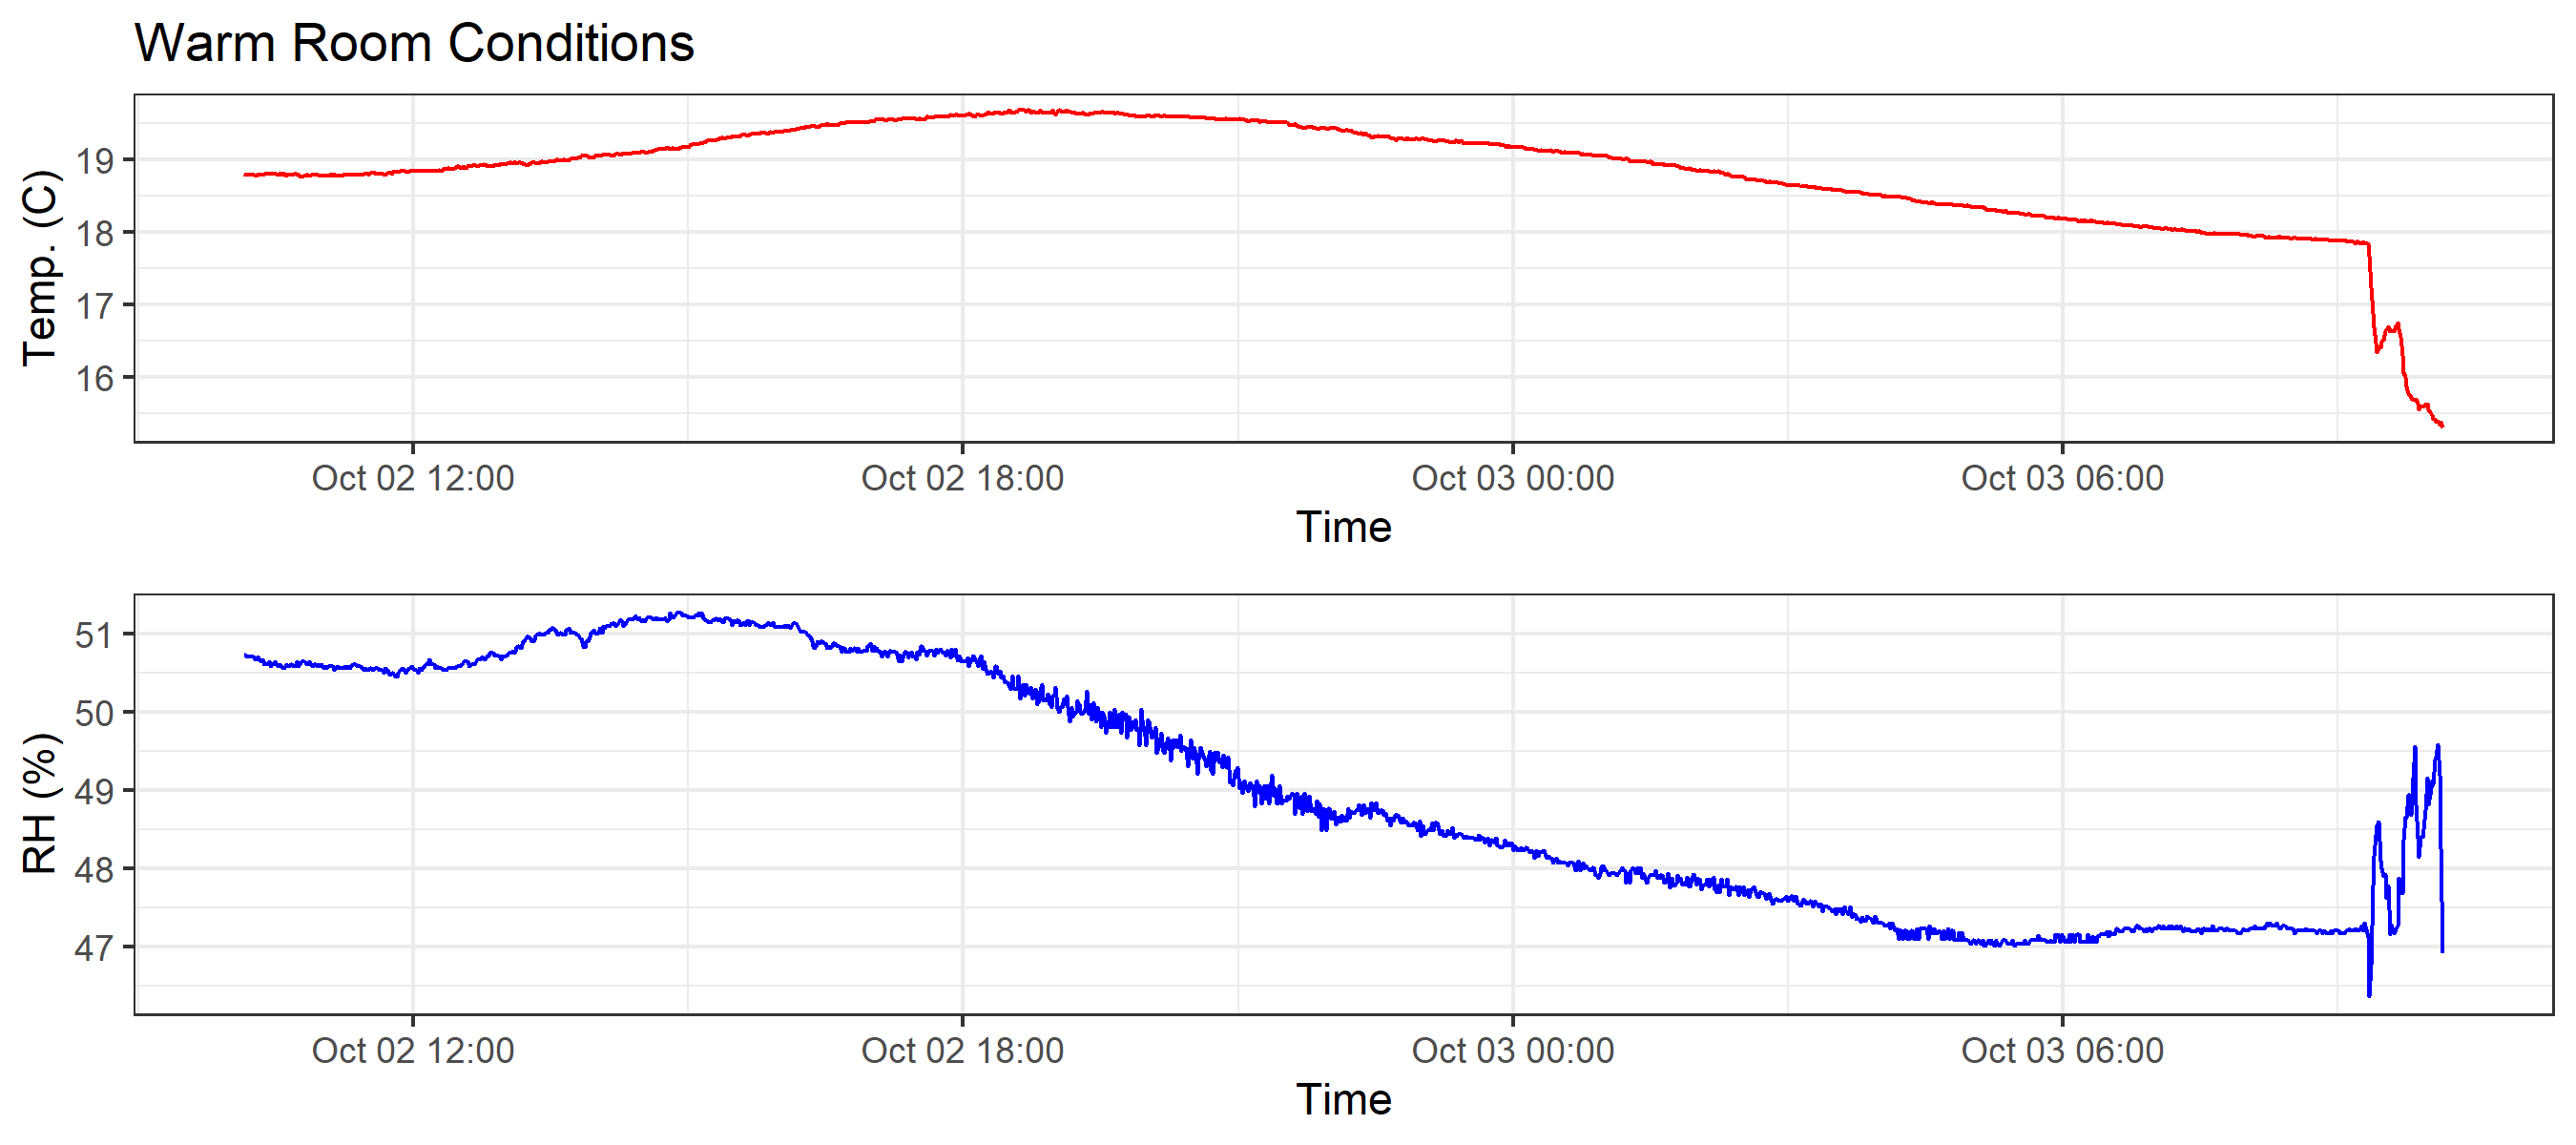 Warm Room Conditions
Temp. (C)
19
18
17
16
Oct 02 12:00 Oct 02 18:00 Oct 03 00:00 Oct 03 06:00
Time
RH (%)
51
50
49
48
47
Oct 02 12:00 Oct 02 18:00 Oct 03 00:00 Oct 03 06:00
Time